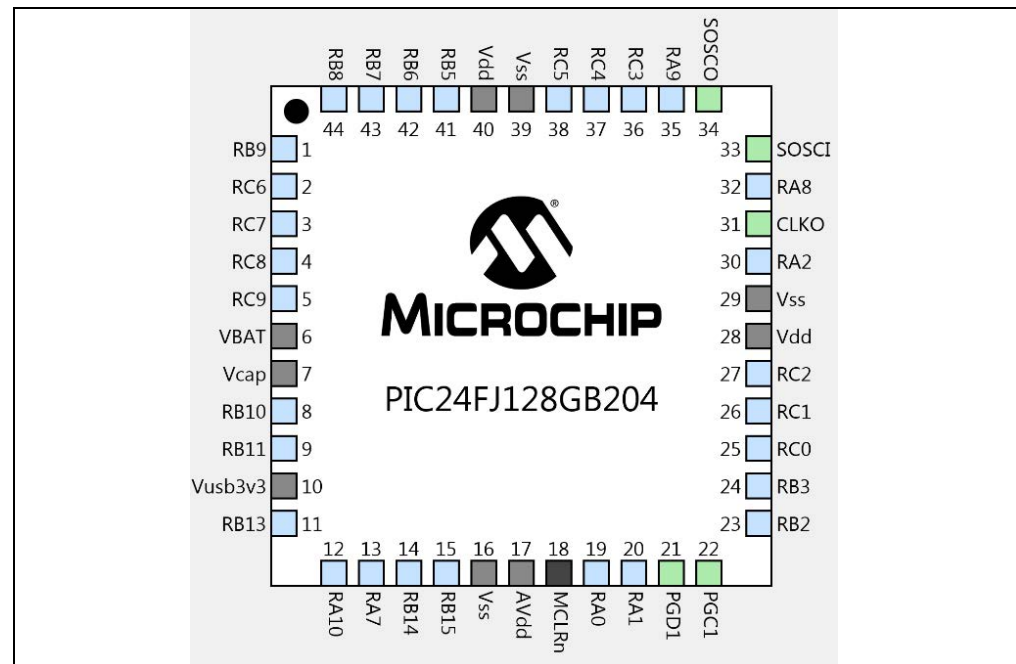 RB8 RB7 RB6 RB5 Vdd Vss RC5 RC4 RC3 RA9 SOSCO
44 43 42 41 40 39 38 37 36 35 34
RB9 1 33 SOSCI
RC6 2 32 RA8
RC7 3 31 CLKO
RC8 4 30 RA2
RC9 5 29 Vss
VBAT 6 28 Vdd
Vcap 7 27 RC2
RB10 8 26 RC1
RB11 9 25 RC0
Vusb3v3 10 24 RB3
RB13 11 23 RB2
®
MICROCHIP
PIC24FJ128GB204
12 13 14 15 16 17 18 19 20 21 22
RA10 RA7 RB14 RB15 Vss AVdd MCLRn RA0 RA1 PGD1 PGC1